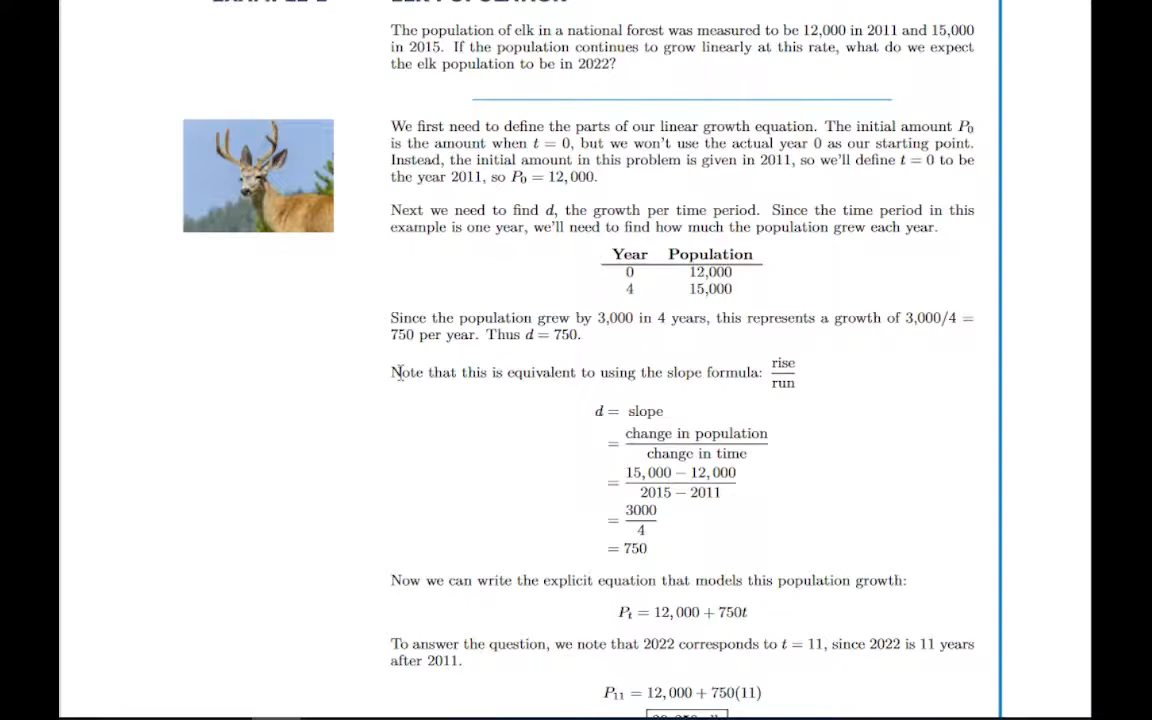 The population of elk in a national forest was measured to be 12,000 in 2011 and 15,000
in 2015. If the population continues to grow linearly at this rate, what do we expect
the elk population to be in 2022?
We first need to define the parts of our linear growth equation. The initial amount P₀
is the amount when t = 0, but we won't use the actual year 0 as our starting point.
Instead, the initial amount in this problem is given in 2011, so we'll define t = 0 to be
the year 2011, so P₀ = 12,000.
Next we need to find d, the growth per time period. Since the time period in this
example is one year, we'll need to find how much the population grew each year.
Year Population
0 12,000
4 15,000
Since the population grew by 3,000 in 4 years, this represents a growth of 3,000/4 =
750 per year. Thus d = 750.
Note that this is equivalent to using the slope formula: rise
run
d = slope
= change in population
change in time
= 15,000 − 12,000
2015 − 2011
= 3000
4
= 750
Now we can write the explicit equation that models this population growth:
Pₜ = 12,000 + 750t
To answer the question, we note that 2022 corresponds to t = 11, since 2022 is 11 years
after 2011.
P₁₁ = 12,000 + 750(11)